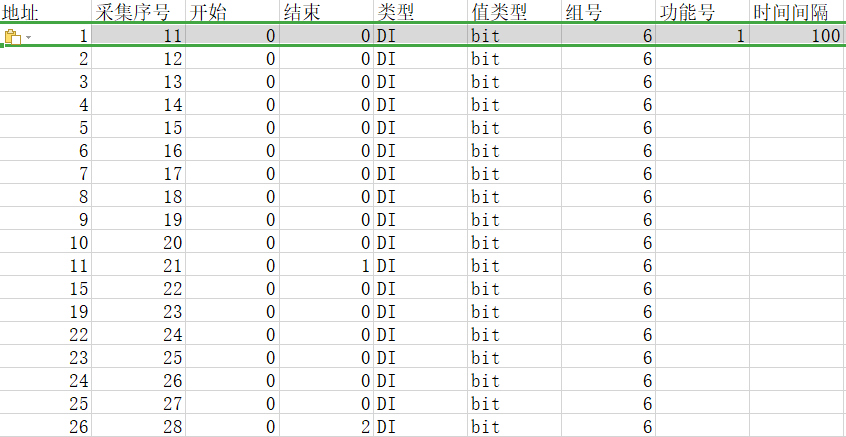 地址 采集序号 开始 结束 类型 值类型 组号 功能号 时间间隔
1 11 0 0 DI bit 6 1 100
2 12 0 0 DI bit 6
3 13 0 0 DI bit 6
4 14 0 0 DI bit 6
5 15 0 0 DI bit 6
6 16 0 0 DI bit 6
7 17 0 0 DI bit 6
8 18 0 0 DI bit 6
9 19 0 0 DI bit 6
10 20 0 0 DI bit 6
11 21 0 1 DI bit 6
15 22 0 0 DI bit 6
19 23 0 0 DI bit 6
22 24 0 0 DI bit 6
23 25 0 0 DI bit 6
24 26 0 0 DI bit 6
25 27 0 0 DI bit 6
26 28 0 2 DI bit 6